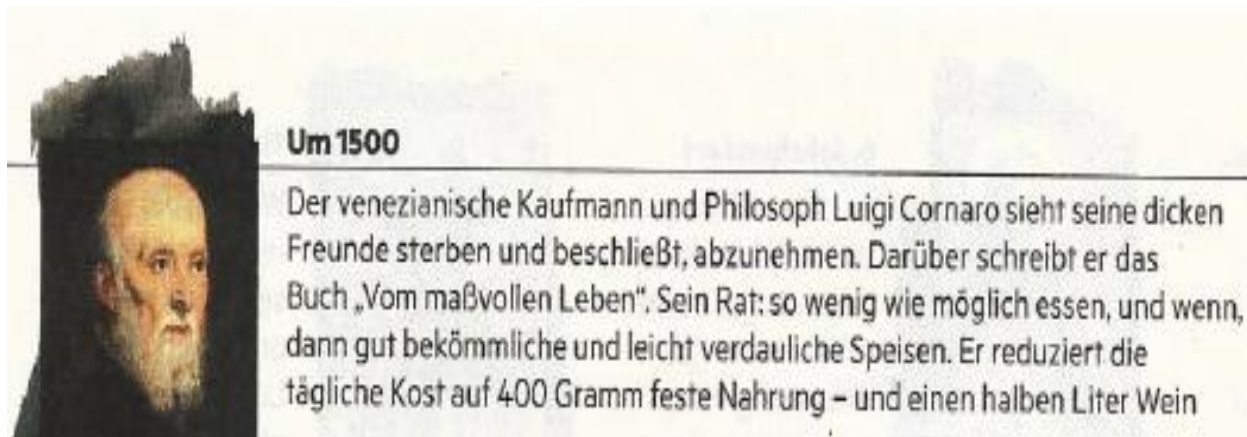 Um 1500
Der venezianische Kaufmann und Philosoph Luigi Cornaro sieht seine dicken
Freunde sterben und beschließt, abzunehmen. Darüber schreibt er das
Buch „Vom maßvollen Leben“. Sein Rat: so wenig wie möglich essen, und wenn,
dann gut bekömmliche und leicht verdauliche Speisen. Er reduziert die
tägliche Kost auf 400 Gramm feste Nahrung – und einen halben Liter Wein